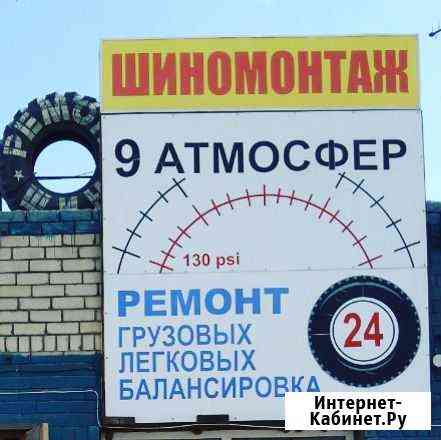 ШИНОМОНТАЖ
9 АТМОСФЕР
130 psi
РЕМОНТ
ГРУЗОВЫХ
ЛЕГКОВЫХ
БАЛАНСИРОВКА
24
Интернет-
Кабинет.Ру